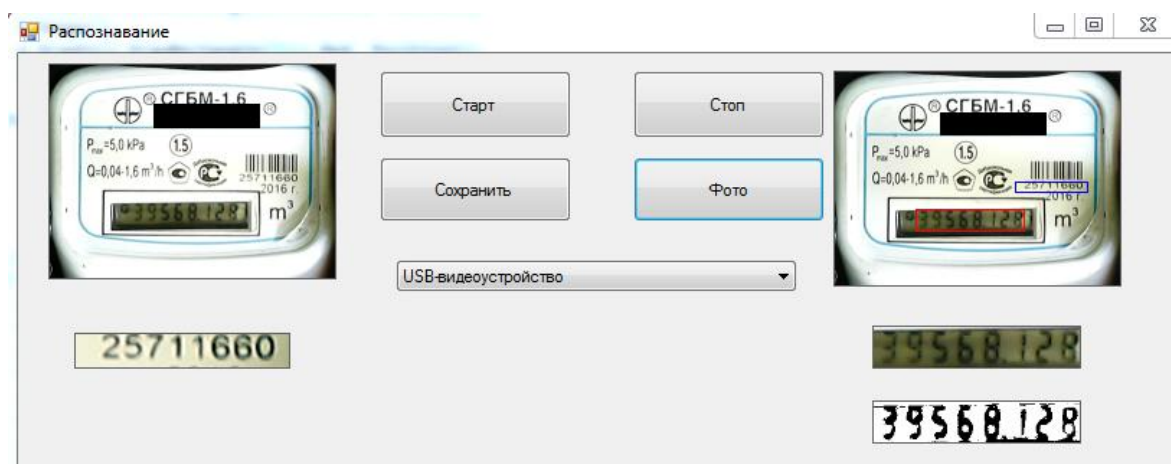 Распознавание
® СГБМ-1.6 ®
Pmax=5,0 kPa 1.5
Q=0,04-1,6 m³/h
25711660
2016 г.
39568.128
m³
Старт
Стоп
Сохранить
Фото
USB-видеоустройство
® СГБМ-1.6 ®
Pmax=5,0 kPa 1.5
Q=0,04-1,6 m³/h
25711660
2016 г.
39568.128
m³
25711660
39568.128
39568.128